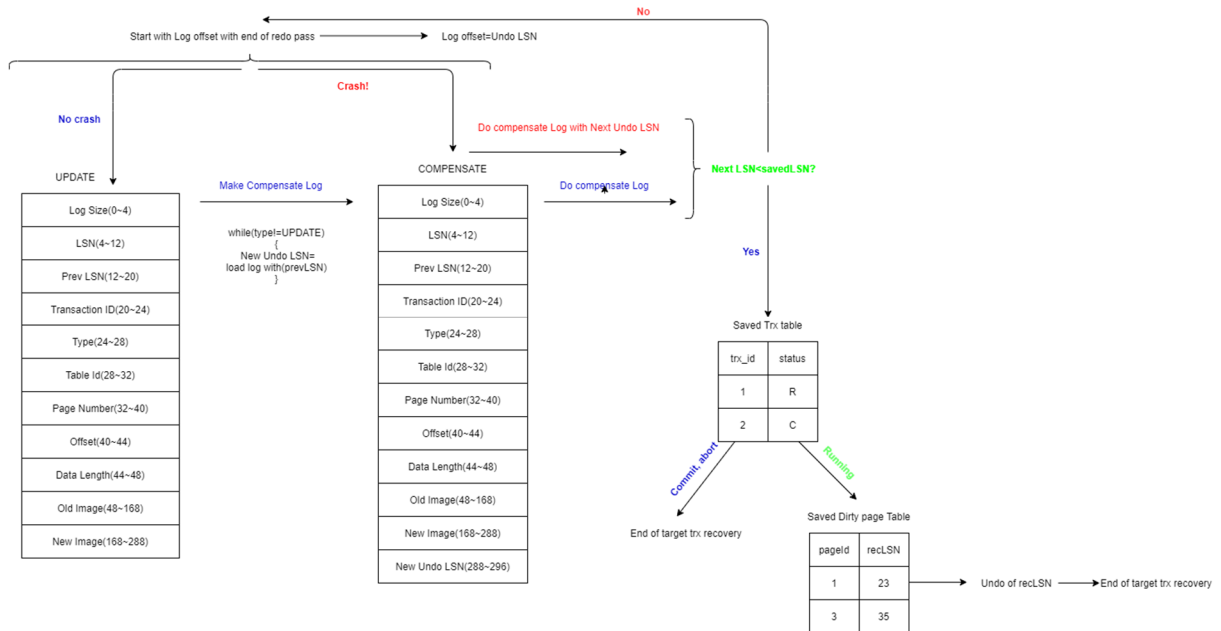 No
Start with Log offset with end of redo pass
Log offset=Undo LSN
Crash!
No crash
Do compensate Log with Next Undo LSN
Next LSN<savedLSN?
UPDATE
Make Compensate Log
COMPENSATE
Do compensate Log
Log Size(0~4)
LSN(4~12)
Prev LSN(12~20)
Transaction ID(20~24)
Type(24~28)
Table Id(28~32)
Page Number(32~40)
Offset(40~44)
Data Length(44~48)
Old Image(48~168)
New Image(168~288)
while(type!=UPDATE)
{
New Undo LSN=
load log with(prevLSN)
}
Log Size(0~4)
LSN(4~12)
Prev LSN(12~20)
Transaction ID(20~24)
Type(24~28)
Table Id(28~32)
Page Number(32~40)
Offset(40~44)
Data Length(44~48)
Old Image(48~168)
New Image(168~288)
New Undo LSN(288~296)
Yes
Saved Trx table
trx_id status
1 R
2 C
Commit, abort
Running
End of target trx recovery
Saved Dirty page Table
pageId recLSN
1 23
3 35
Undo of recLSN
End of target trx recovery